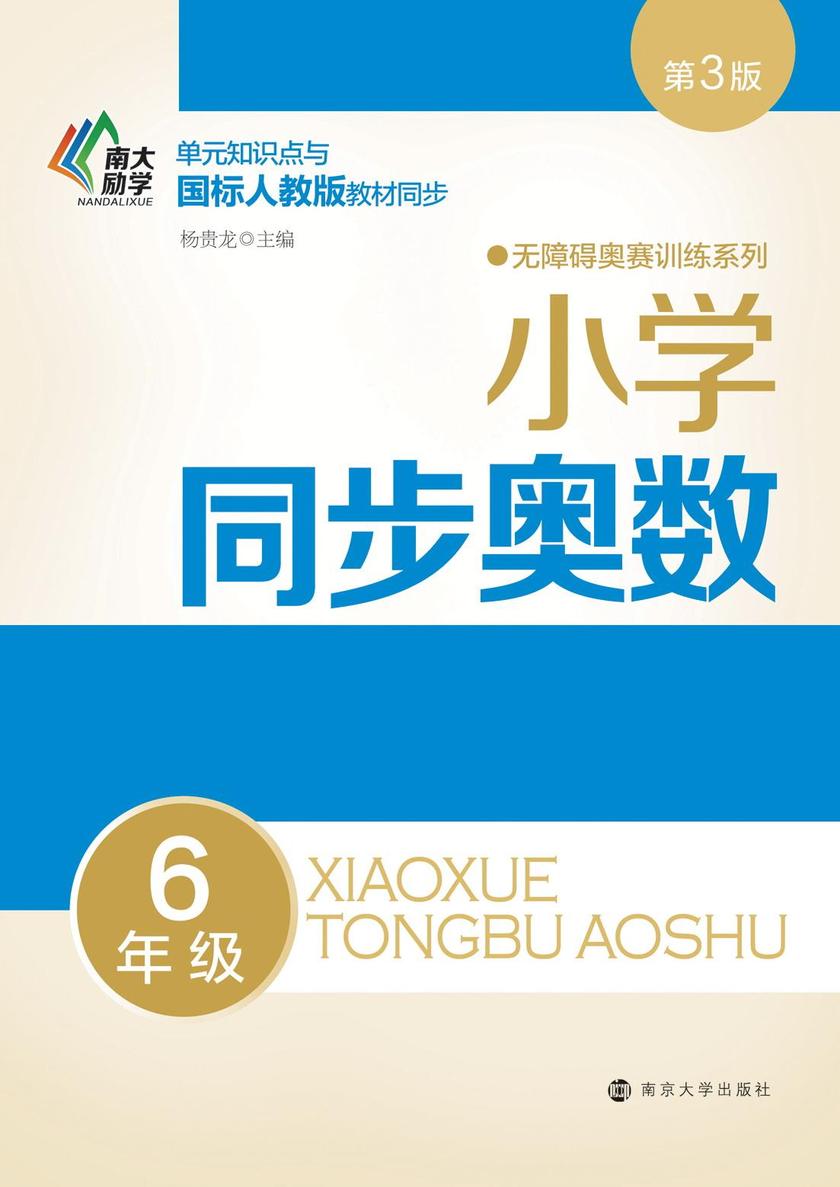 第3版
南大
励学
NANDALIXUE
单元知识点与
国标人教版教材同步
杨贵龙◎主编
●无障碍奥赛训练系列
小学
同步奥数
6
年级
XIAOXUE
TONGBU AOSHU
南京大学出版社